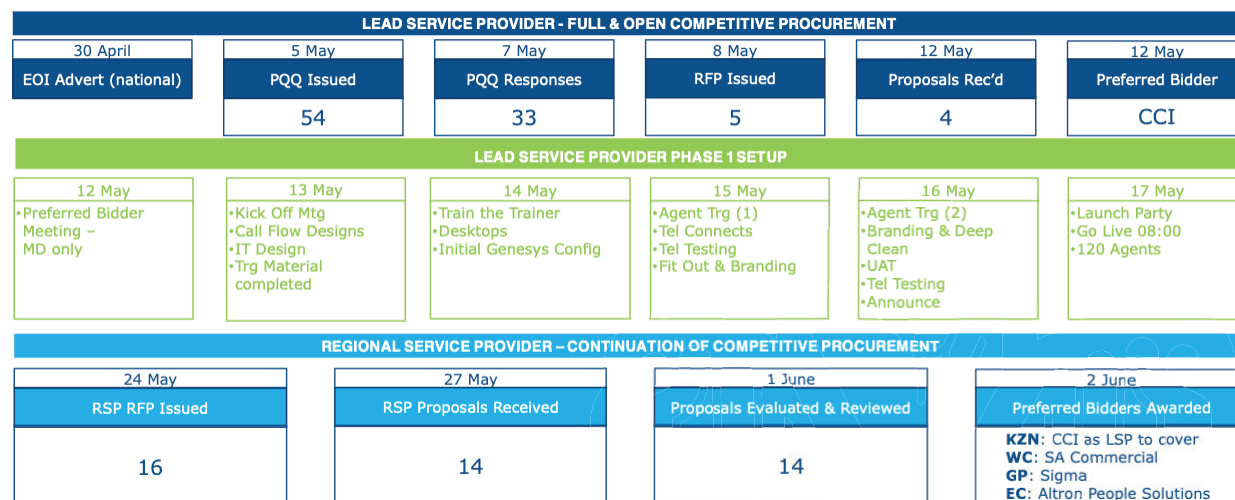 LEAD SERVICE PROVIDER - FULL & OPEN COMPETITIVE PROCUREMENT
30 April
EOI Advert (national)
5 May
PQQ Issued
54
7 May
PQQ Responses
33
8 May
RFP Issued
5
12 May
Proposals Rec'd
4
12 May
Preferred Bidder
CCI
LEAD SERVICE PROVIDER PHASE 1 SETUP
12 May
•Preferred Bidder
Meeting –
MD only
13 May
•Kick Off Mtg
•Call Flow Designs
•IT Design
•Trg Material
completed
14 May
•Train the Trainer
•Desktops
•Initial Genesys Config
15 May
•Agent Trg (1)
•Tel Connects
•Tel Testing
•Fit Out & Branding
16 May
•Agent Trg (2)
•Branding & Deep
Clean
•UAT
•Tel Testing
•Announce
17 May
•Launch Party
•Go Live 08:00
•120 Agents
REGIONAL SERVICE PROVIDER – CONTINUATION OF COMPETITIVE PROCUREMENT
24 May
RSP RFP Issued
16
27 May
RSP Proposals Received
14
1 June
Proposals Evaluated & Reviewed
14
2 June
Preferred Bidders Awarded
KZN: CCI as LSP to cover
WC: SA Commercial
GP: Sigma
EC: Altron People Solutions